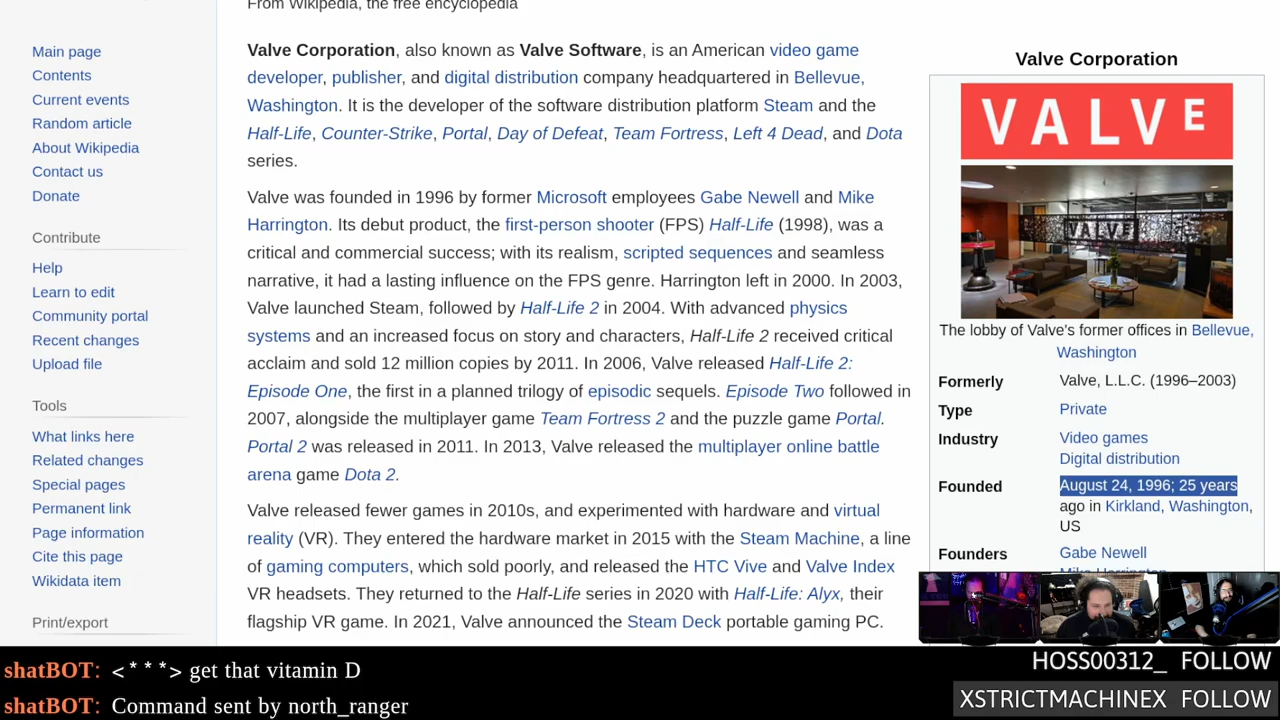 From Wikipedia, the free encyclopedia
Main page
Contents
Current events
Random article
About Wikipedia
Contact us
Donate
Contribute
Help
Learn to edit
Community portal
Recent changes
Upload file
Tools
What links here
Related changes
Special pages
Permanent link
Page information
Cite this page
Wikidata item
Print/export
Valve Corporation, also known as Valve Software, is an American video game
developer, publisher, and digital distribution company headquartered in Bellevue,
Washington. It is the developer of the software distribution platform Steam and the
Half-Life, Counter-Strike, Portal, Day of Defeat, Team Fortress, Left 4 Dead, and Dota
series.
Valve was founded in 1996 by former Microsoft employees Gabe Newell and Mike
Harrington. Its debut product, the first-person shooter (FPS) Half-Life (1998), was a
critical and commercial success; with its realism, scripted sequences and seamless
narrative, it had a lasting influence on the FPS genre. Harrington left in 2000. In 2003,
Valve launched Steam, followed by Half-Life 2 in 2004. With advanced physics
systems and an increased focus on story and characters, Half-Life 2 received critical
acclaim and sold 12 million copies by 2011. In 2006, Valve released Half-Life 2:
Episode One, the first in a planned trilogy of episodic sequels. Episode Two followed in
2007, alongside the multiplayer game Team Fortress 2 and the puzzle game Portal.
Portal 2 was released in 2011. In 2013, Valve released the multiplayer online battle
arena game Dota 2.
Valve released fewer games in 2010s, and experimented with hardware and virtual
reality (VR). They entered the hardware market in 2015 with the Steam Machine, a line
of gaming computers, which sold poorly, and released the HTC Vive and Valve Index
VR headsets. They returned to the Half-Life series in 2020 with Half-Life: Alyx, their
flagship VR game. In 2021, Valve announced the Steam Deck portable gaming PC.
Valve Corporation
VALVE
VALVE
The lobby of Valve's former offices in Bellevue,
Washington
Formerly Valve, L.L.C. (1996–2003)
Type Private
Industry Video games
Digital distribution
Founded August 24, 1996; 25 years
ago in Kirkland, Washington,
US
Founders Gabe Newell
Mike Harrington
shatBOT: <***> get that vitamin D
shatBOT: Command sent by north_ranger
HOSS00312_ FOLLOW
XSTRICTMACHINEX FOLLOW